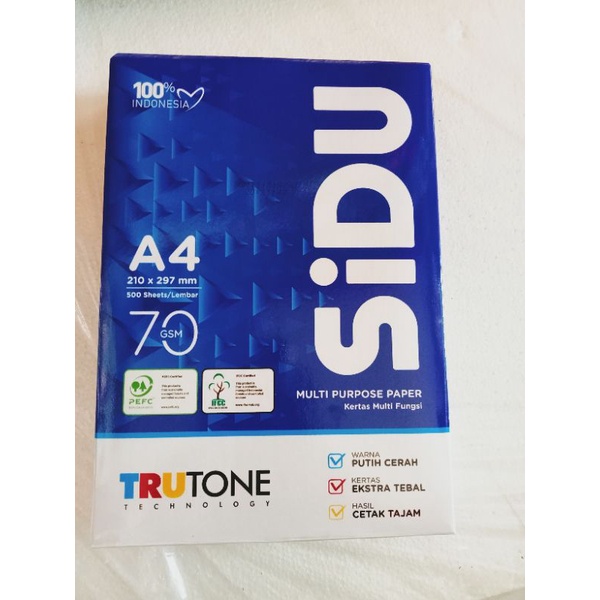 100%
INDONESIA
SiDU
A4
210 x 297 mm
500 Sheets/Lembar
70 GSM
PEFC
IFCC
MULTI PURPOSE PAPER
Kertas Multi Fungsi
TRUTONE
TECHNOLOGY
WARNA
PUTIH CERAH
KERTAS
EKSTRA TEBAL
HASIL
CETAK TAJAM